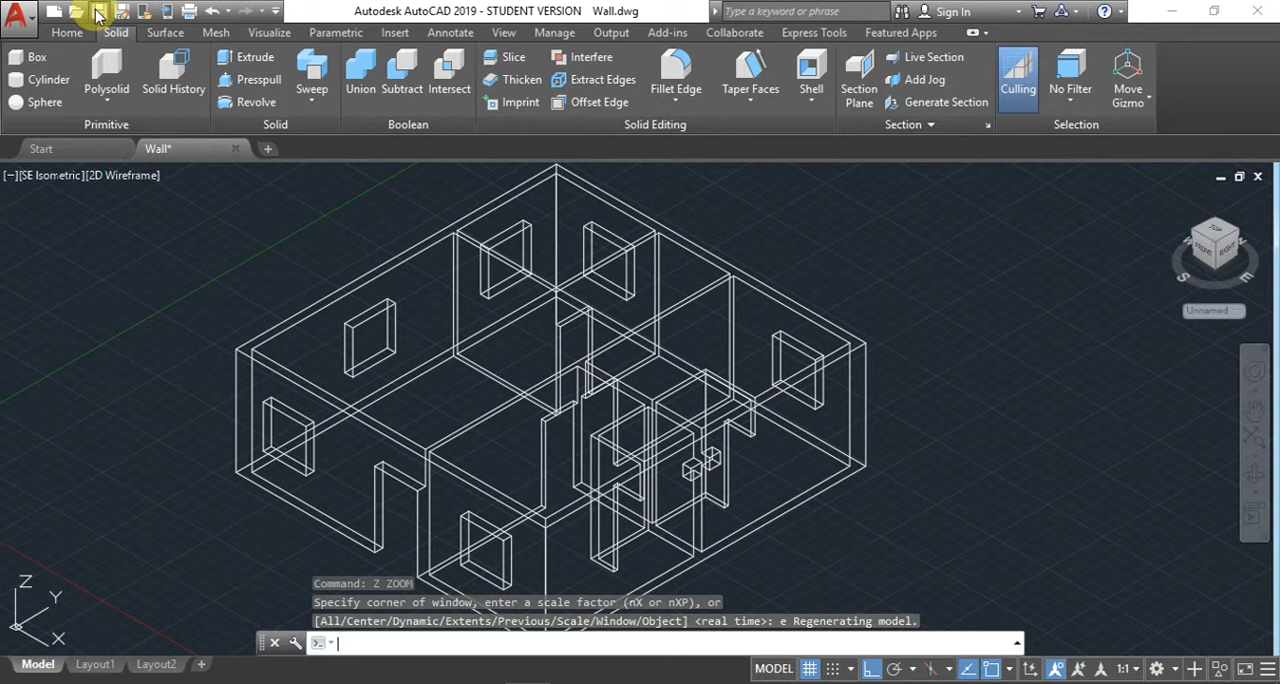 A Autodesk AutoCAD 2019 - STUDENT VERSION Wall.dwg Type a keyword or phrase Sign In ?
Home Solid Surface Mesh Visualize Parametric Insert Annotate View Manage Output Add-ins Collaborate Express Tools Featured Apps
Box
Cylinder
Sphere
Polysolid
Solid History
Primitive
Extrude
Presspull
Revolve
Sweep
Solid
Union
Subtract
Intersect
Boolean
Slice
Thicken
Imprint
Interfere
Extract Edges
Offset Edge
Fillet Edge
Taper Faces
Shell
Solid Editing
Section
Plane
Live Section
Add Jog
Generate Section
Section
Culling
No Filter
Move
Gizmo
Selection
Start
Wall*
[−][SE Isometric][2D Wireframe]
TOP
FRONT
RIGHT
W N
S E
Unnamed
Z
Y
X
Command: Z ZOOM
Specify corner of window, enter a scale factor (nX or nXP), or
[All/Center/Dynamic/Extents/Previous/Scale/Window/Object] <real time>: e Regenerating model.
Model Layout1 Layout2 +
MODEL 1:1